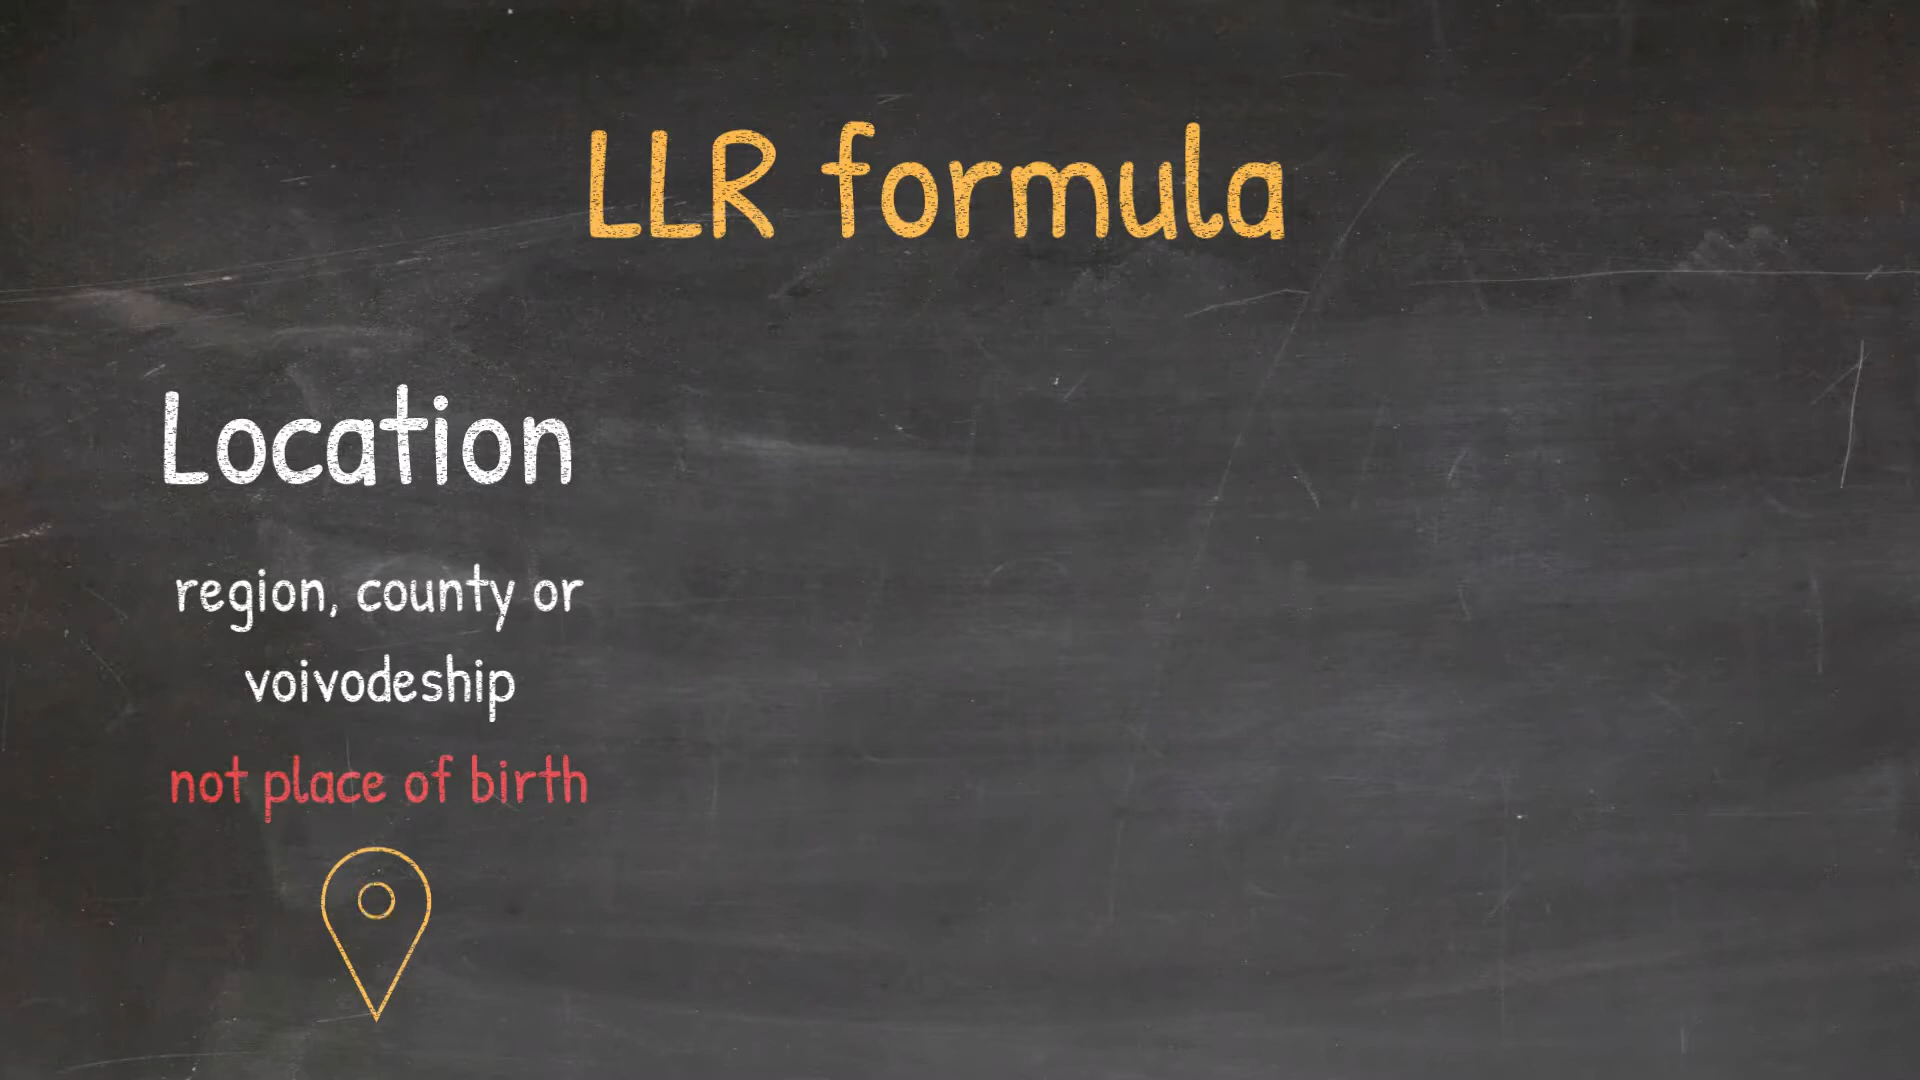 LLR formula
Location
region, county or
voivodeship
not place of birth